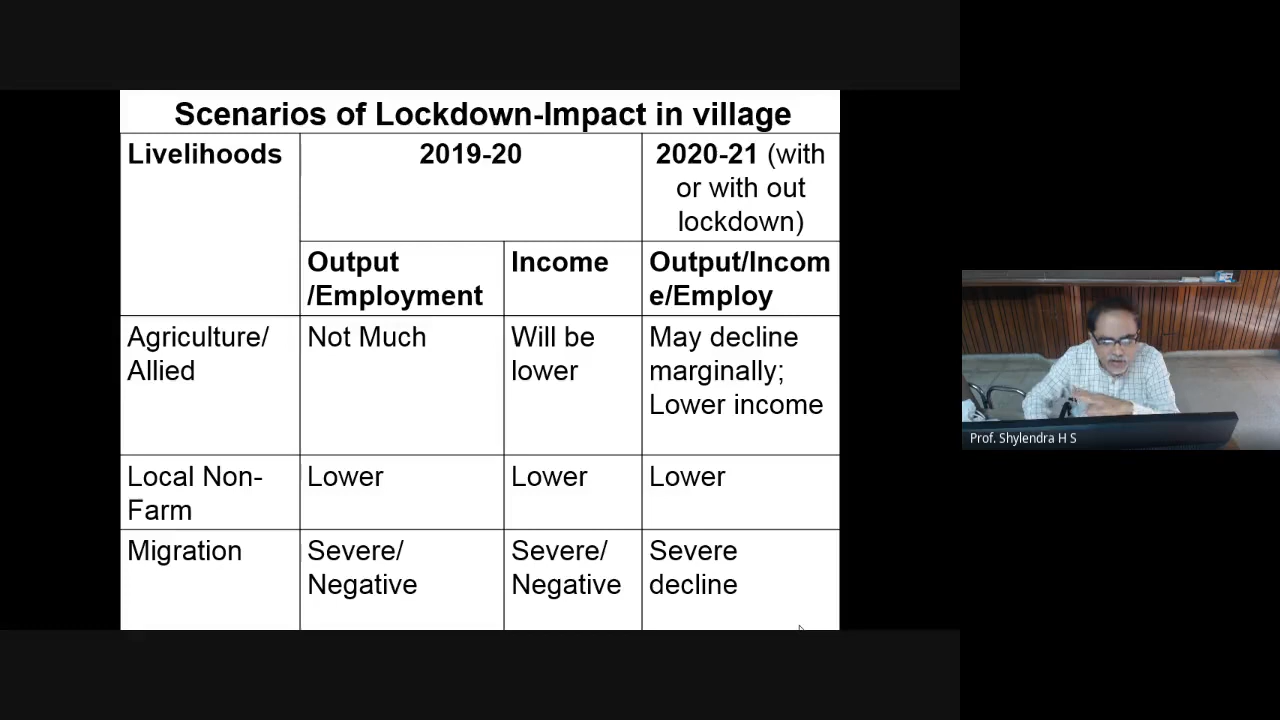 Scenarios of Lockdown-Impact in village
Livelihoods
2019-20
2020-21 (with
or with out
lockdown)
Output
/Employment
Income
Output/Incom
e/Employ
Agriculture/
Allied
Not Much
Will be
lower
May decline
marginally;
Lower income
Local Non-
Farm
Lower
Lower
Lower
Migration
Severe/
Negative
Severe/
Negative
Severe
decline
Prof. Shylendra H S